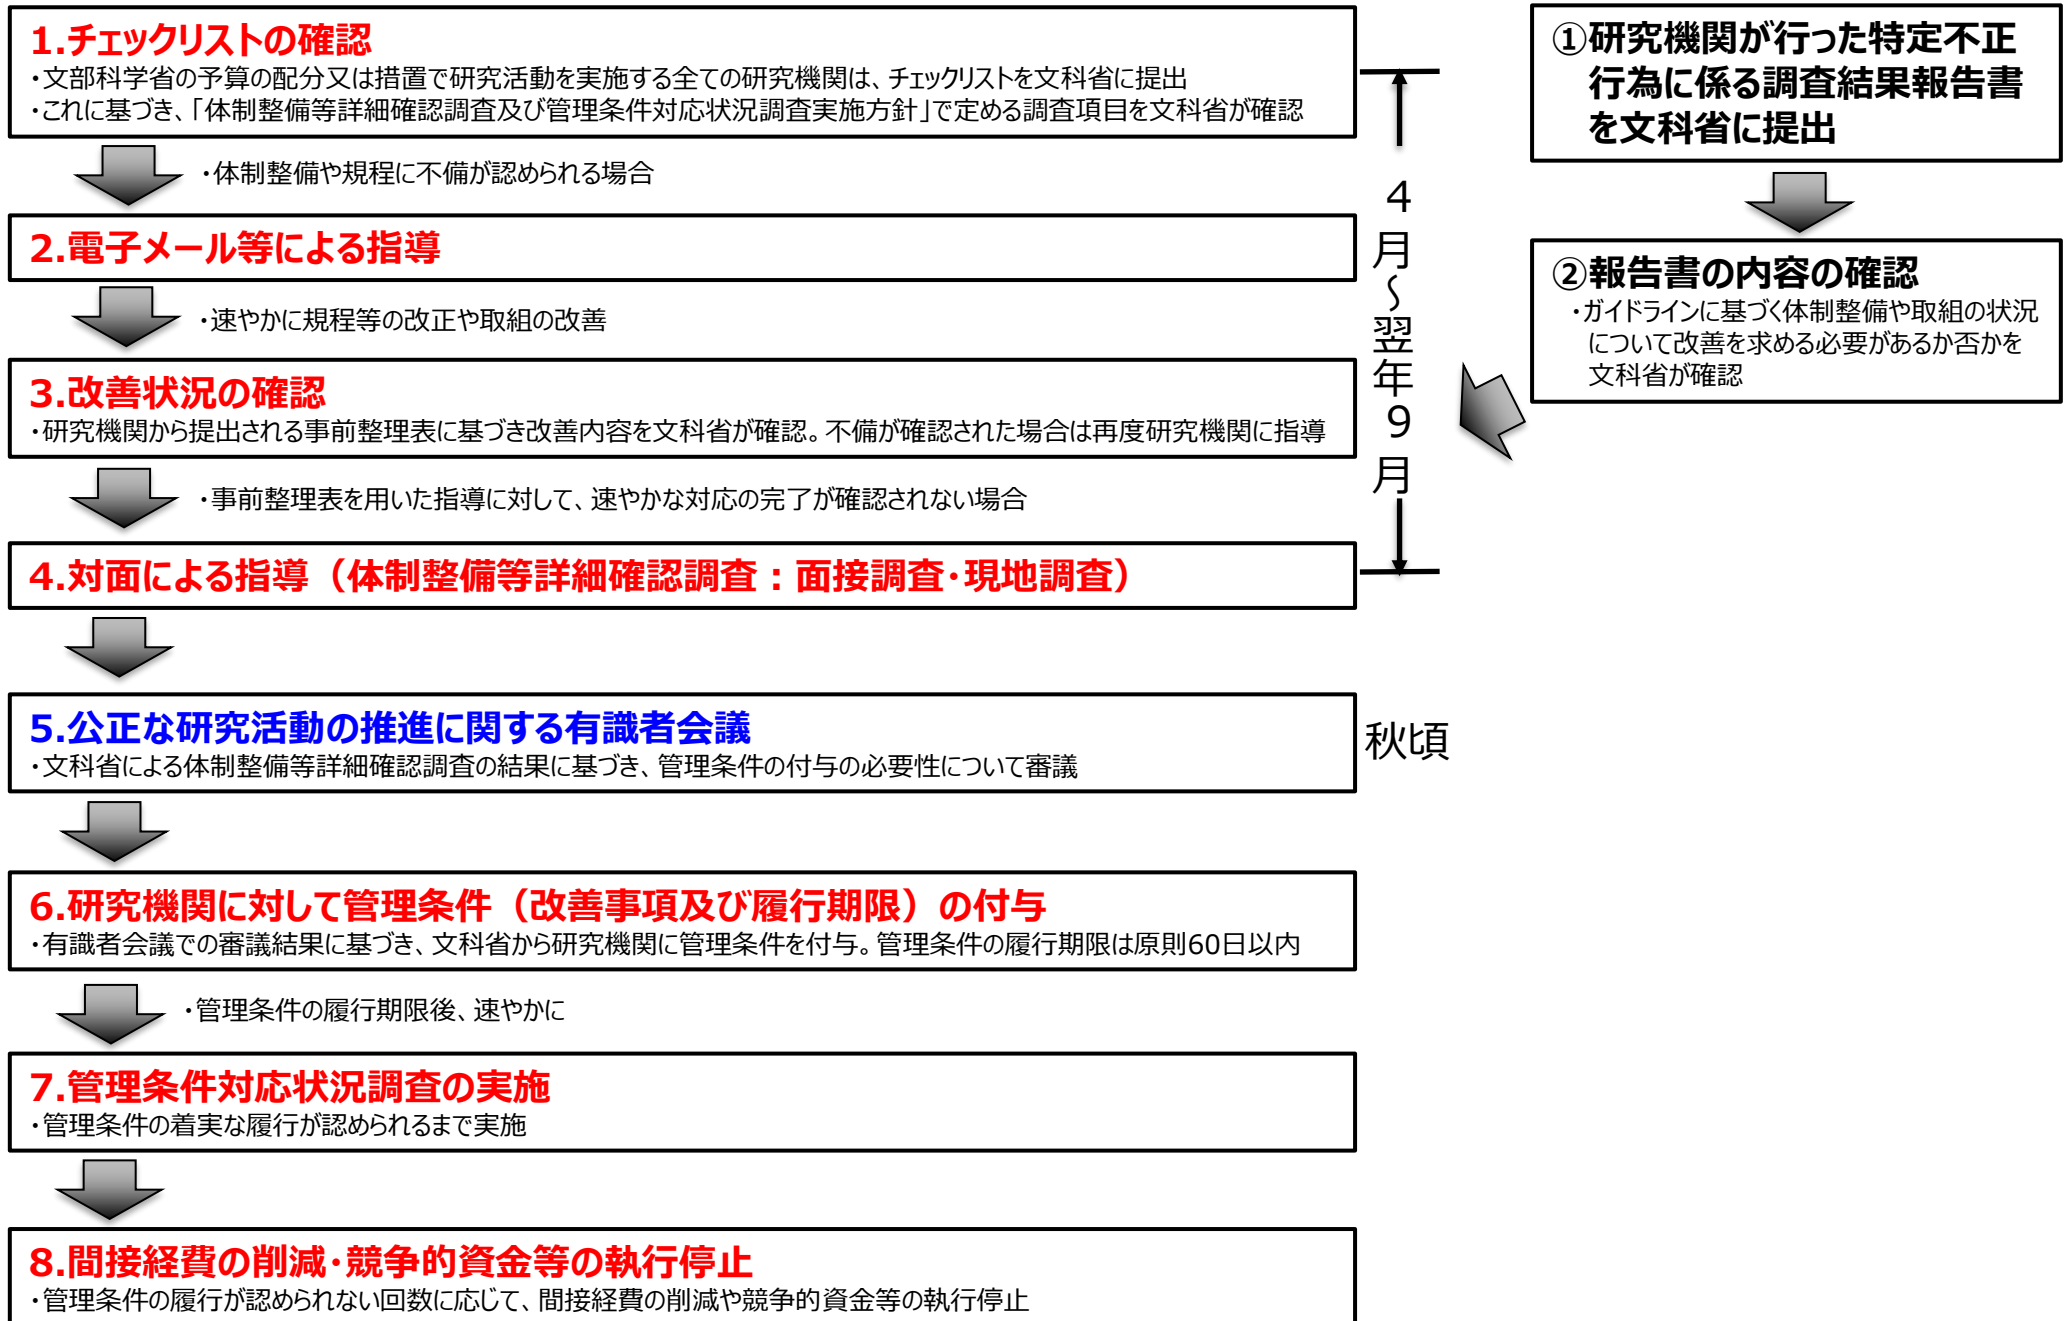 1.チェックリストの確認
・文部科学省の予算の配分又は措置で研究活動を実施する全ての研究機関は、チェックリストを文科省に提出
・これに基づき、「体制整備等詳細確認調査及び管理条件対応状況調査実施方針」で定める調査項目を文科省が確認
・体制整備や規程に不備が認められる場合
2.電子メール等による指導
・速やかに規程等の改正や取組の改善
3.改善状況の確認
・研究機関から提出される事前整理表に基づき改善内容を文科省が確認。不備が確認された場合は再度研究機関に指導
・事前整理表を用いた指導に対して、速やかな対応の完了が確認されない場合
4.対面による指導（体制整備等詳細確認調査：面接調査・現地調査）
4月～翌年9月
①研究機関が行った特定不正
行為に係る調査結果報告書
を文科省に提出
②報告書の内容の確認
・ガイドラインに基づく体制整備や取組の状況
について改善を求める必要があるか否かを
文科省が確認
5.公正な研究活動の推進に関する有識者会議
・文科省による体制整備等詳細確認調査の結果に基づき、管理条件の付与の必要性について審議
秋頃
6.研究機関に対して管理条件（改善事項及び履行期限）の付与
・有識者会議での審議結果に基づき、文科省から研究機関に管理条件を付与。管理条件の履行期限は原則60日以内
・管理条件の履行期限後、速やかに
7.管理条件対応状況調査の実施
・管理条件の着実な履行が認められるまで実施
8.間接経費の削減・競争的資金等の執行停止
・管理条件の履行が認められない回数に応じて、間接経費の削減や競争的資金等の執行停止